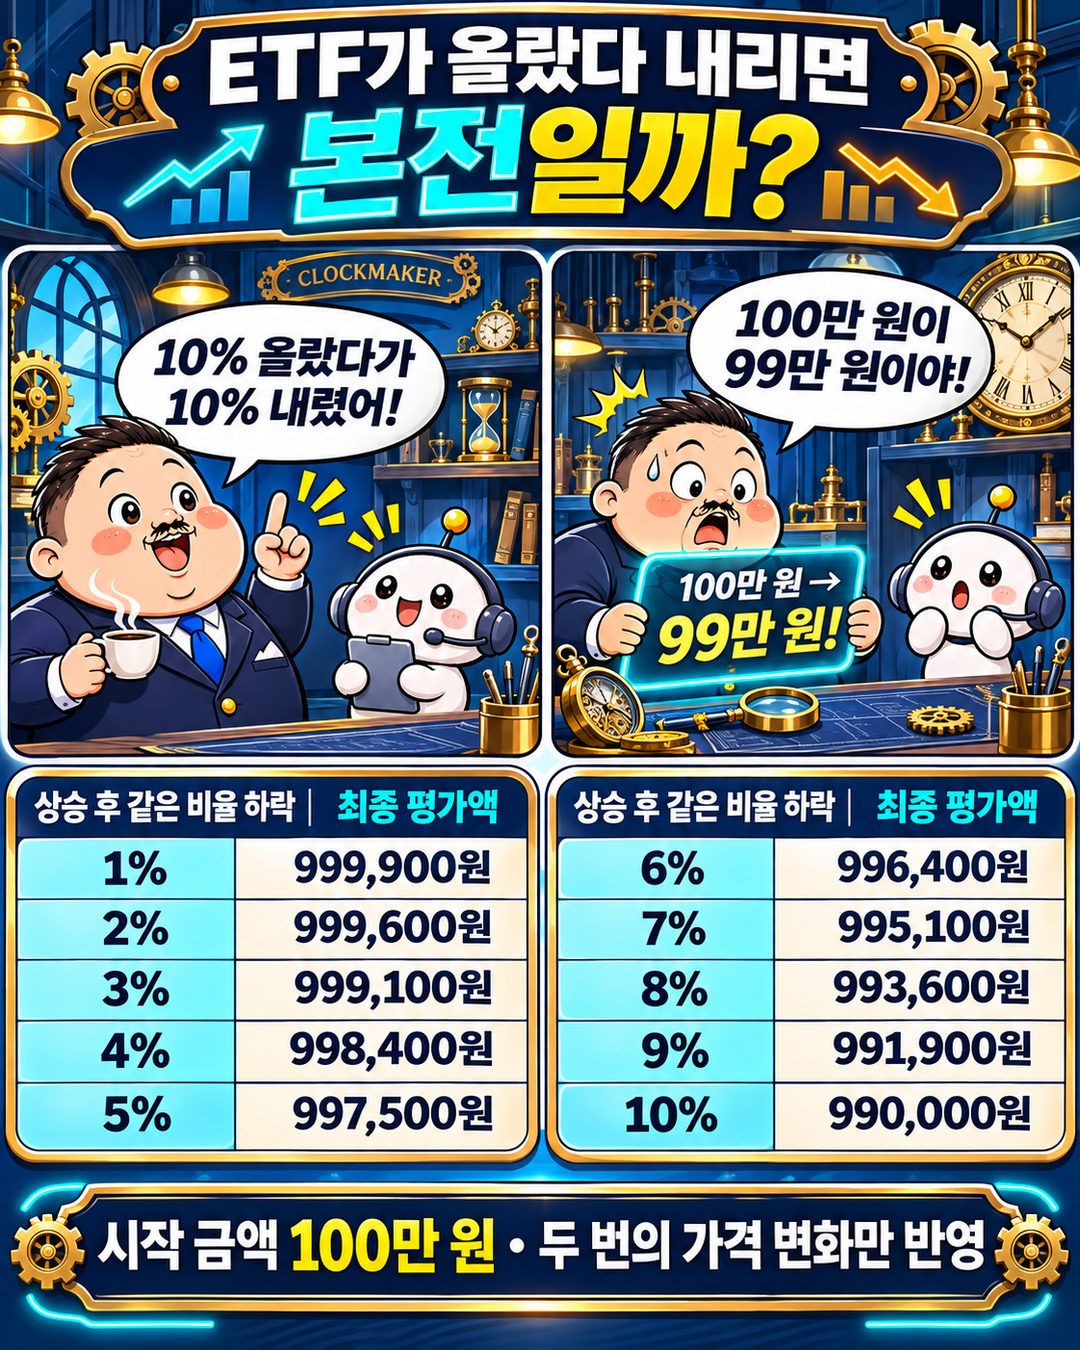 ETF가 올랐다 내리면
본전일까?
CLOCKMAKER
10% 올랐다가
10% 내렸어!
100만 원이
99만 원이야!
100만 원 →
99만 원!
상승 후 같은 비율 하락 | 최종 평가액
1% 999,900원
2% 999,600원
3% 999,100원
4% 998,400원
5% 997,500원
상승 후 같은 비율 하락 | 최종 평가액
6% 996,400원
7% 995,100원
8% 993,600원
9% 991,900원
10% 990,000원
시작 금액 100만 원 • 두 번의 가격 변화만 반영